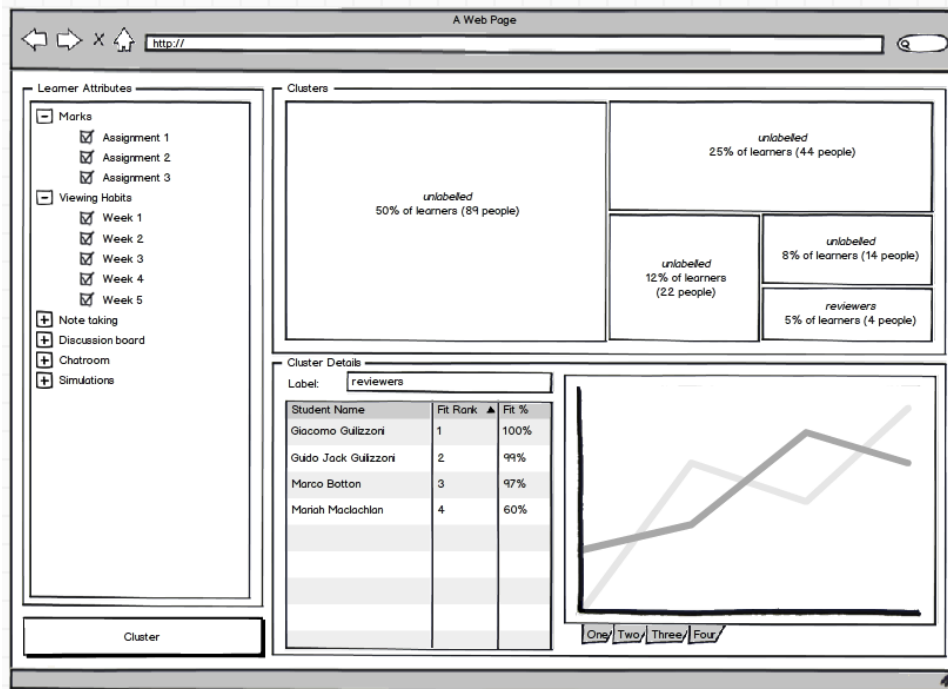 A Web Page
http://
Learner Attributes
Marks
Assignment 1
Assignment 2
Assignment 3
Viewing Habits
Week 1
Week 2
Week 3
Week 4
Week 5
Note taking
Discussion board
Chatroom
Simulations
Cluster
Clusters
unlabelled
50% of learners (89 people)
unlabelled
25% of learners (44 people)
unlabelled
12% of learners
(22 people)
unlabelled
8% of learners (14 people)
reviewers
5% of learners (4 people)
Cluster Details
Label: reviewers
Student Name Fit Rank ▲ Fit %
Giacomo Guilizzoni 1 100%
Guido Jack Guilizzoni 2 99%
Marco Botton 3 97%
Mariah Maclachlan 4 60%
One Two Three Four